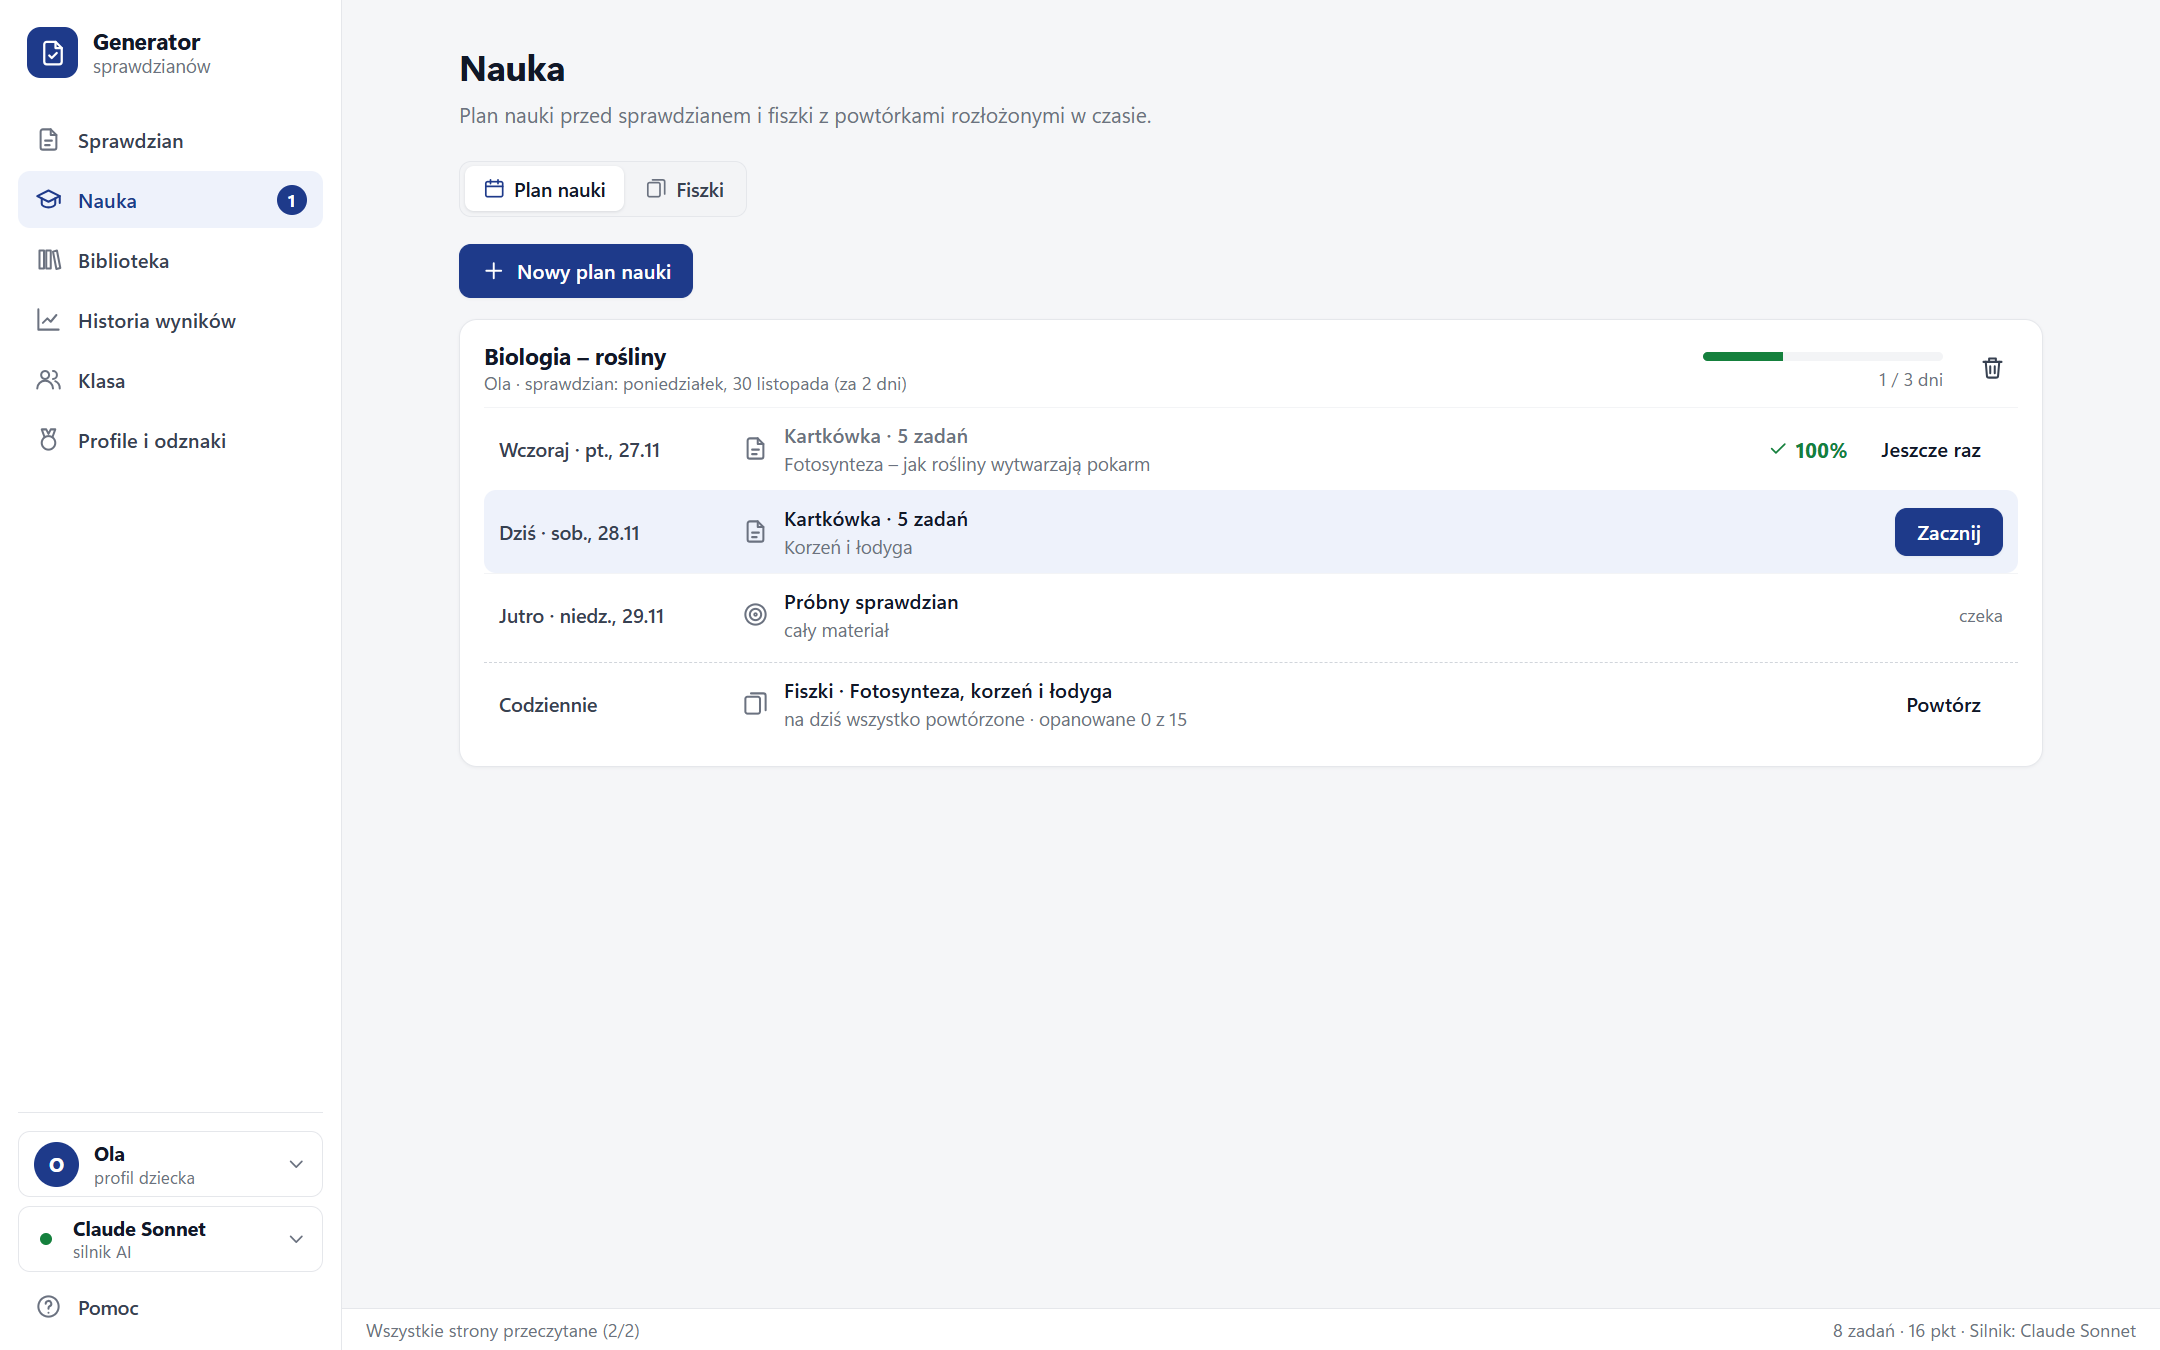 Generator
sprawdzianów
Sprawdzian
Nauka
1
Biblioteka
Historia wyników
Klasa
Profile i odznaki
O
Ola
profil dziecka
Claude Sonnet
silnik AI
Pomoc
Nauka
Plan nauki przed sprawdzianem i fiszki z powtórkami rozłożonymi w czasie.
Plan nauki
Fiszki
Nowy plan nauki
Biologia – rośliny
Ola · sprawdzian: poniedziałek, 30 listopada (za 2 dni)
1 / 3 dni
Wczoraj · pt., 27.11
Kartkówka · 5 zadań
Fotosynteza – jak rośliny wytwarzają pokarm
100%
Jeszcze raz
Dziś · sob., 28.11
Kartkówka · 5 zadań
Korzeń i łodyga
Zacznij
Jutro · niedz., 29.11
Próbny sprawdzian
cały materiał
czeka
Codziennie
Fiszki · Fotosynteza, korzeń i łodyga
na dziś wszystko powtórzone · opanowane 0 z 15
Powtórz
Wszystkie strony przeczytane (2/2)
8 zadań · 16 pkt · Silnik: Claude Sonnet